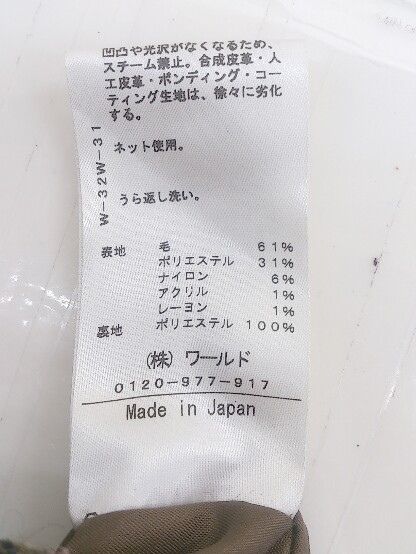 凹凸や光沢がなくなるため、
スチーム禁止。合成皮革・人
工皮革・ボンディング・コー
ティング生地は、徐々に劣化
する。
ネット使用。
うら返し洗い。
W-32W-31
表地 毛 61%
ポリエステル 31%
ナイロン 6%
アクリル 1%
レーヨン 1%
裏地 ポリエステル 100%
(株) ワールド
0120-977-917
Made in Japan